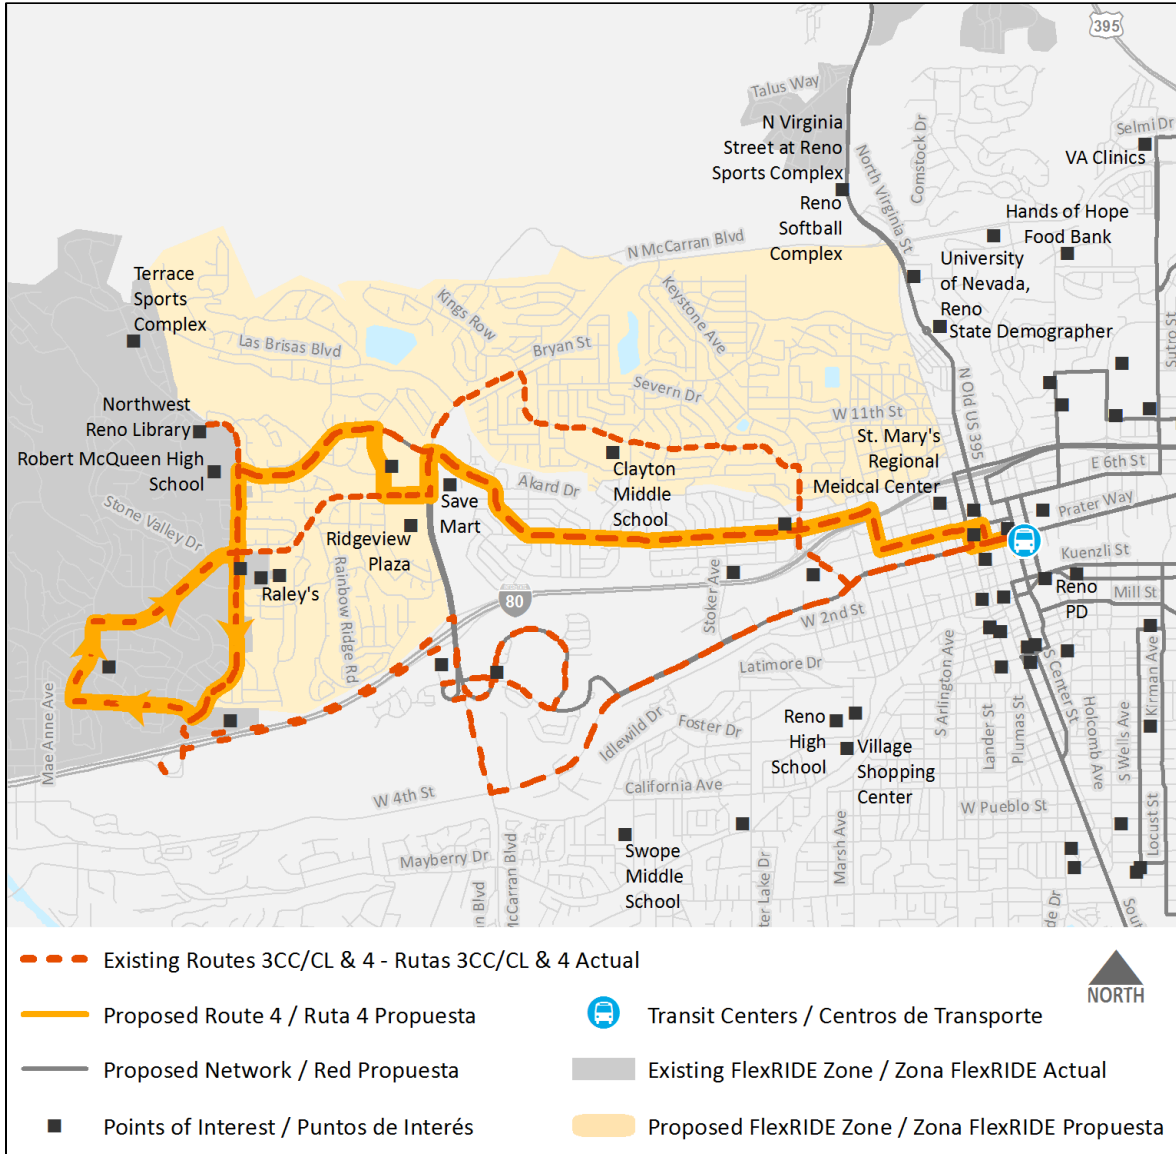 395
Talus Way
Selmi Dr
N Virginia
Street at Reno
Sports Complex
VA Clinics
Comstock Dr
North Virginia St
Reno
Softball
Complex
Hands of Hope
Food Bank
N McCarran Blvd
University
of Nevada,
Reno
Terrace
Sports
Complex
Keystone Ave
Kings Row
State Demographer
Sutro St
Las Brisas Blvd
Bryan St
Severn Dr
N Old US 395
Northwest
Reno Library
W 11th St
St. Mary's
Regional
Meidcal Center
Robert McQueen High
School
E 6th St
Clayton
Middle
School
Akard Dr
Save
Mart
Prater Way
Stone Valley Dr
Ridgeview
Plaza
Kuenzli St
Rainbow Ridge Rd
Raley's
80
Stoker Ave
Reno
PD
Mill St
W 2nd St
Latimore Dr
S Arlington Ave
S Center St
Kirman Ave
Mae Anne Ave
Idlewild Dr
Foster Dr
Reno
High
School
Village
Shopping
Center
Lander St
Plumas St
Holcomb Ave
S Wells Ave
W 4th St
California Ave
W Pueblo St
Locust St
Mayberry Dr
McCarran Blvd
an Blvd
Swope
Middle
School
Marsh Ave
ter Lake Dr
de Dr
Sout
Existing Routes 3CC/CL & 4 - Rutas 3CC/CL & 4 Actual
NORTH
Proposed Route 4 / Ruta 4 Propuesta
Transit Centers / Centros de Transporte
Proposed Network / Red Propuesta
Existing FlexRIDE Zone / Zona FlexRIDE Actual
Points of Interest / Puntos de Interés
Proposed FlexRIDE Zone / Zona FlexRIDE Propuesta